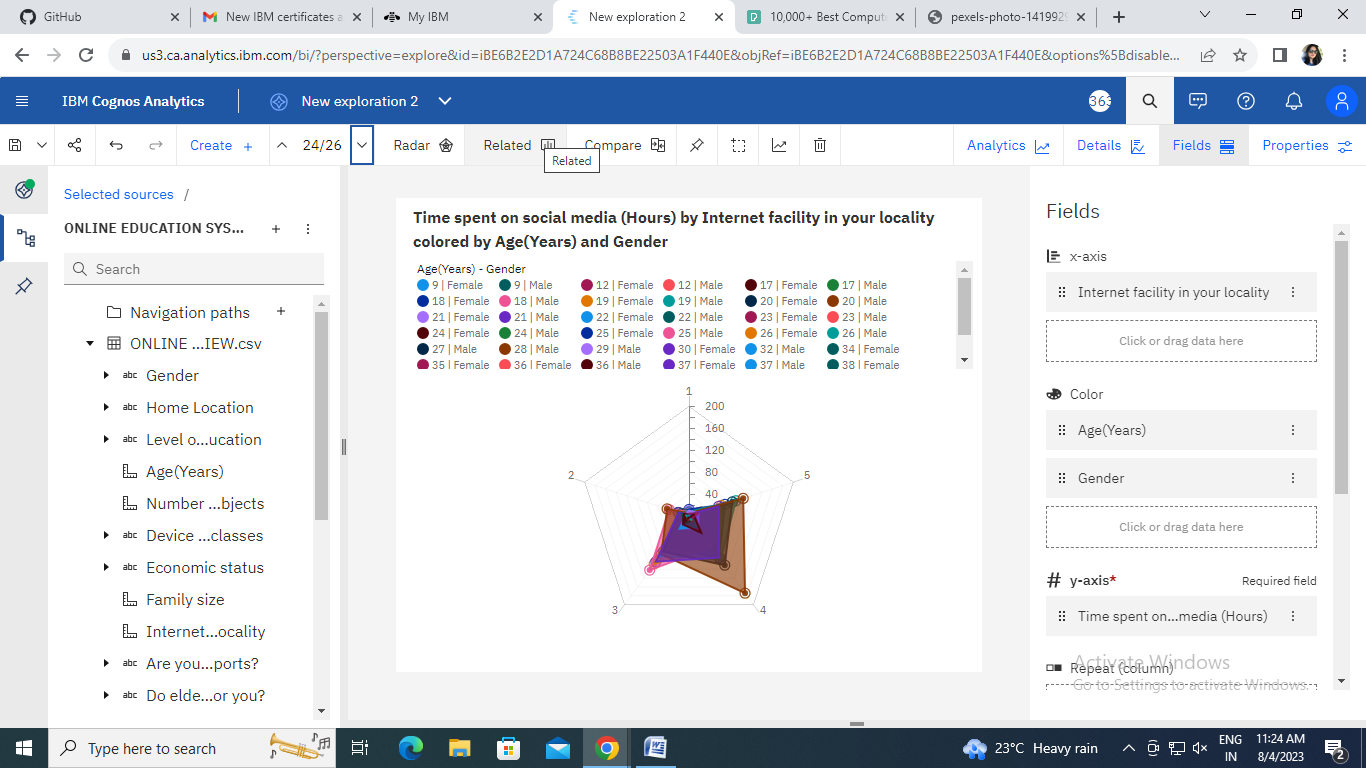 GitHub
New IBM certificates a
My IBM
New exploration 2
10,000+ Best Comput
pexels-photo-1419925
us3.ca.analytics.ibm.com/bi/?perspective=explore&id=iBE6B2E2D1A724C68B8BE22503A1F440E&objRef=iBE6B2E2D1A724C68B8BE22503A1F440E&options%5Bdisable...
IBM Cognos Analytics
New exploration 2
363
Create +
24/26
Radar
Related
Compare
Analytics
Details
Fields
Properties
Related
Selected sources /
ONLINE EDUCATION SYS...
Search
Navigation paths
ONLINE ...IEW.csv
abc Gender
abc Home Location
abc Level o...ucation
Age(Years)
Number ...bjects
abc Device ...classes
abc Economic status
Family size
Internet...ocality
abc Are you...ports?
abc Do elde...or you?
Time spent on social media (Hours) by Internet facility in your locality
colored by Age(Years) and Gender
Age(Years) - Gender
9 | Female 9 | Male 12 | Female 12 | Male 17 | Female 17 | Male
18 | Female 18 | Male 19 | Female 19 | Male 20 | Female 20 | Male
21 | Female 21 | Male 22 | Female 22 | Male 23 | Female 23 | Male
24 | Female 24 | Male 25 | Female 25 | Male 26 | Female 26 | Male
27 | Male 28 | Male 29 | Male 30 | Female 32 | Male 34 | Female
35 | Female 36 | Female 36 | Male 37 | Female 37 | Male 38 | Female
1
200
160
120
80
40
2
5
3
4
Fields
x-axis
Internet facility in your locality
Click or drag data here
Color
Age(Years)
Gender
Click or drag data here
# y-axis* Required field
Time spent on...media (Hours)
Repeat (column)
Activate Windows
Go to Settings to activate Windows.
Type here to search
23°C Heavy rain
ENG
IN
11:24 AM
8/4/2023
2